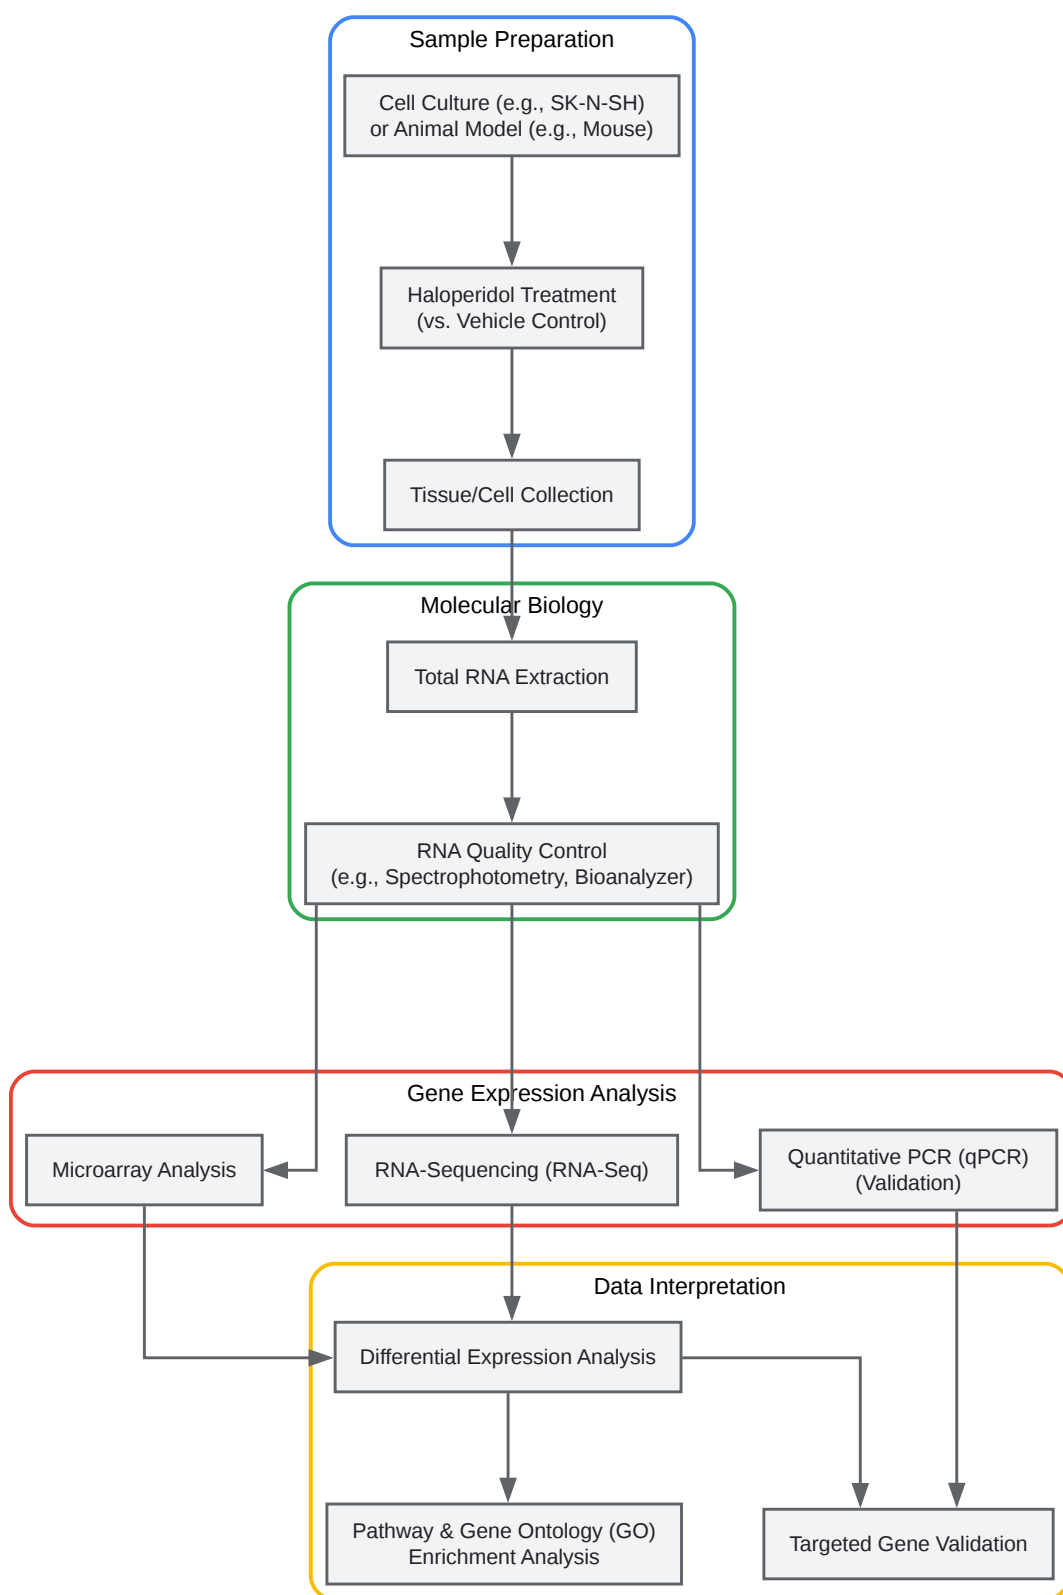 Sample Preparation
Cell Culture (e.g., SK-N-SH)
or Animal Model (e.g., Mouse)
Haloperidol Treatment
(vs. Vehicle Control)
Tissue/Cell Collection
Molecular Biology
Total RNA Extraction
RNA Quality Control
(e.g., Spectrophotometry, Bioanalyzer)
Gene Expression Analysis
Microarray Analysis
RNA-Sequencing (RNA-Seq)
Quantitative PCR (qPCR)
(Validation)
Data Interpretation
Differential Expression Analysis
Pathway & Gene Ontology (GO)
Enrichment Analysis
Targeted Gene Validation